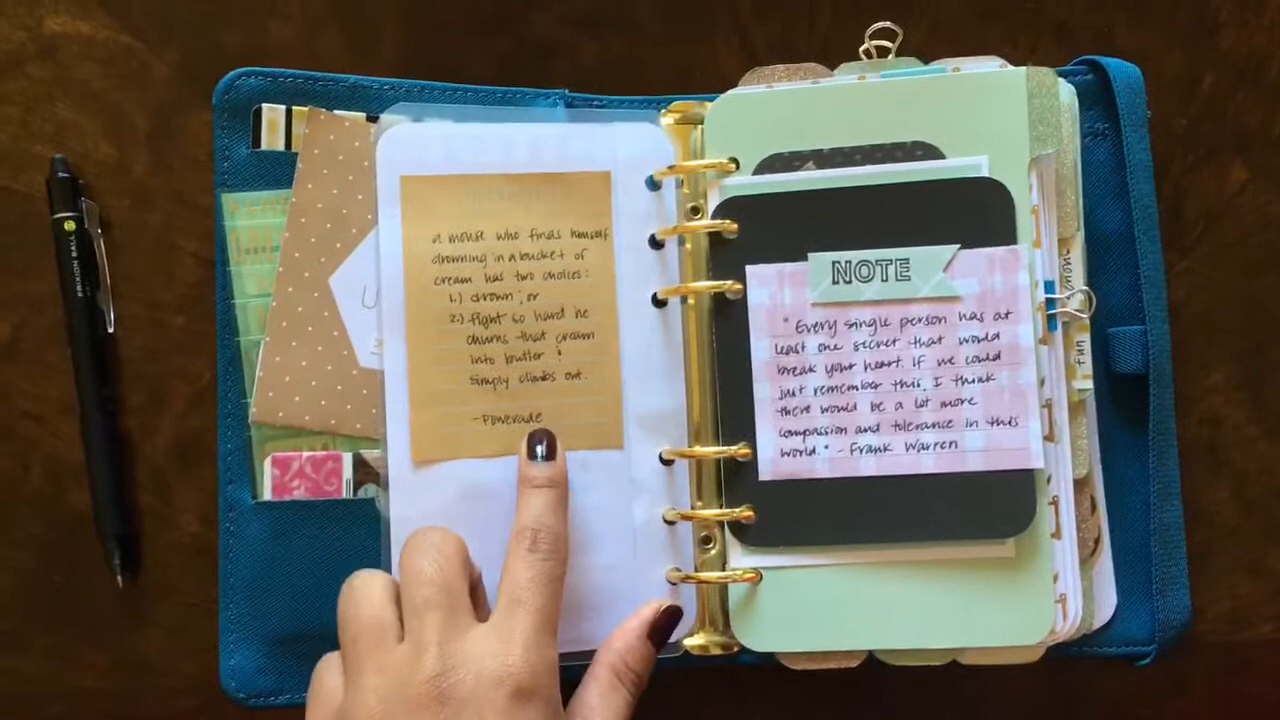 FRIXION BALL
a mouse who finds himself
drowning in a bucket of
cream has two choices:
1.) drown; or
2.) fight so hard he
churns that cream
into butter &
simply climbs out.
-Powerade
NOTE
"Every single person has at
least one secret that would
break your heart. If we could
just remember this, I think
there would be a lot more
compassion and tolerance in this
world." - Frank Warren
fun